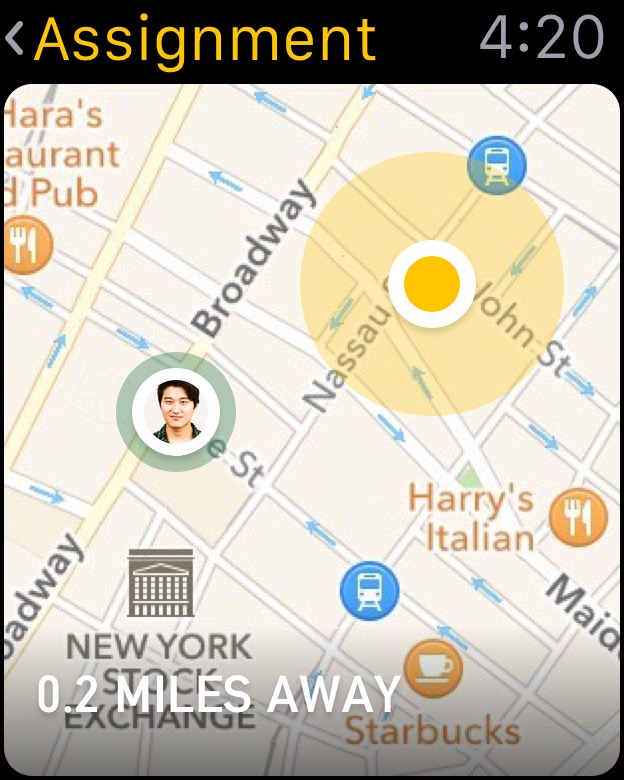 Assignment
4:20
Hara's
aurant
d Pub
Broadway
Nassau
John St
e St
Harry's
Italian
oadway
Maid
NEW YORK
STOCK
EXCHANGE
0.2 MILES AWAY
Starbucks